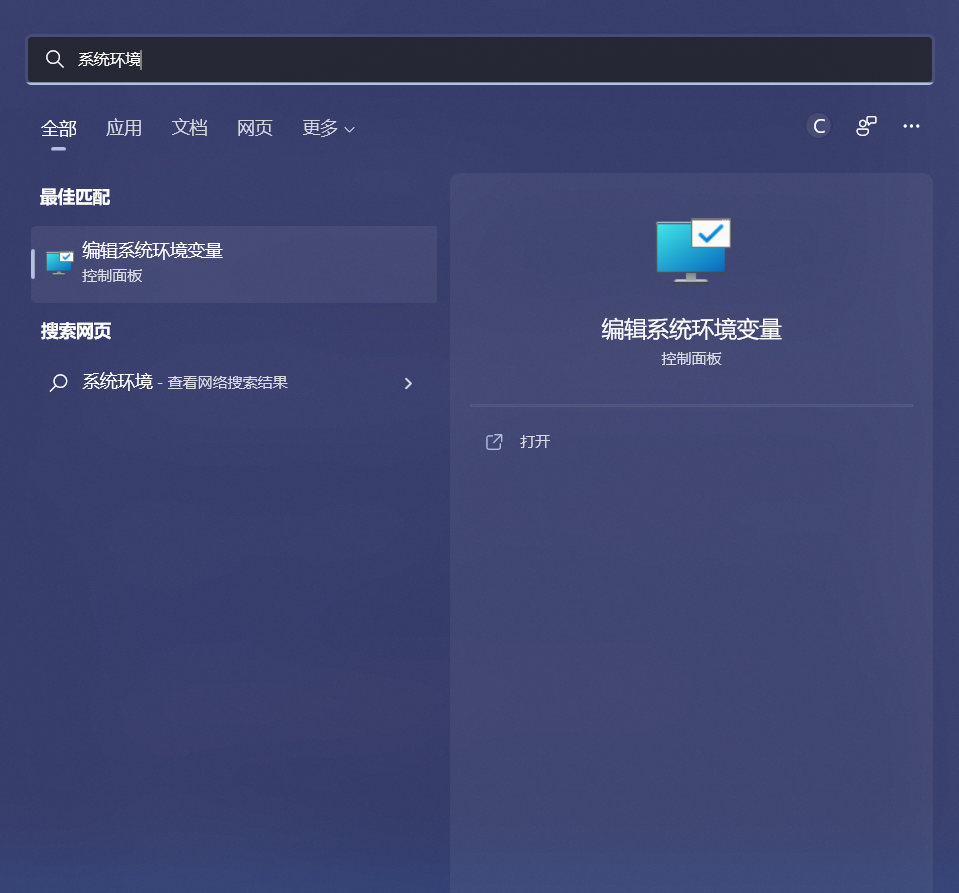 系统环境
全部 应用 文档 网页 更多
C
最佳匹配
编辑系统环境变量
控制面板
搜索网页
系统环境 - 查看网络搜索结果
编辑系统环境变量
控制面板
打开